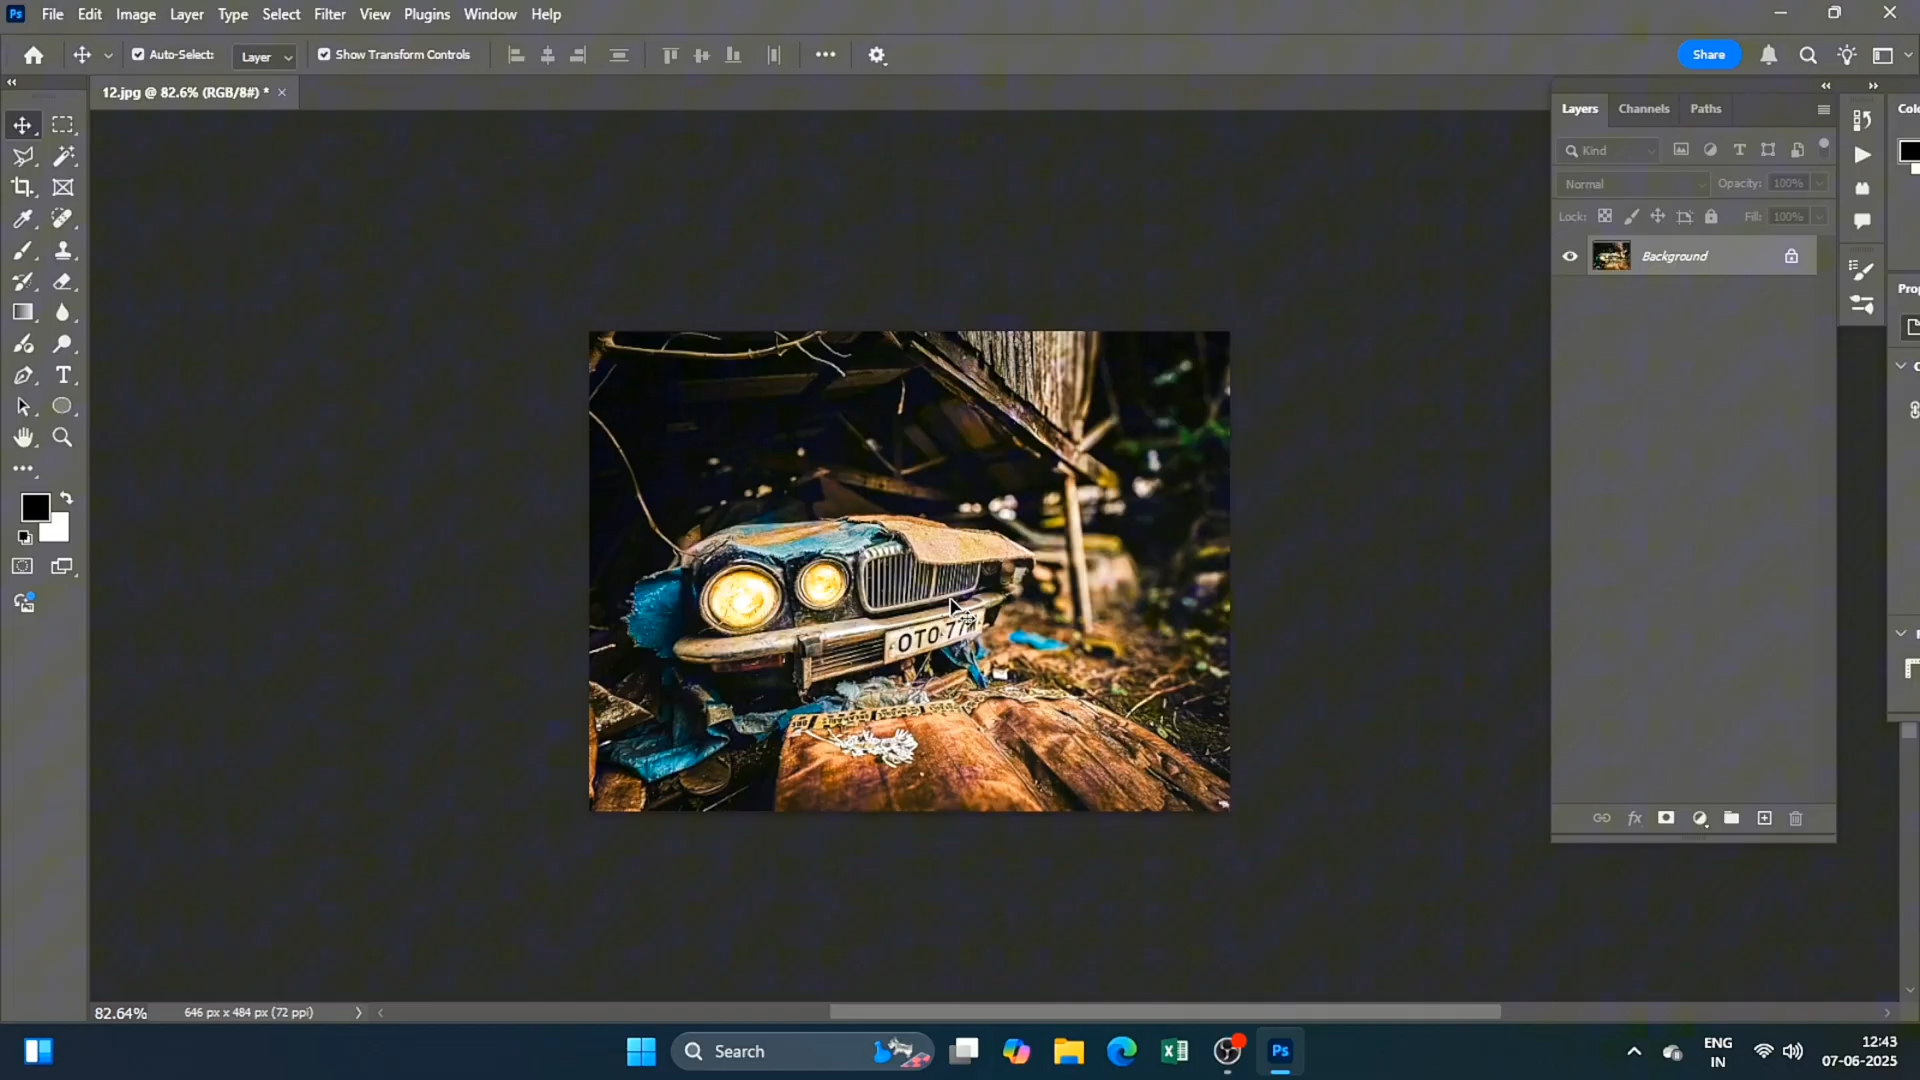 Ps File Edit Image Layer Type Select Filter View Plugins Window Help
Auto-Select: Layer Show Transform Controls Share
12.jpg @ 82.6% (RGB/8#) *
Layers Channels Paths
Kind
Normal Opacity: 100%
Lock: Fill: 100%
Background
OTO 77
82.64% 646 px x 484 px (72 ppi)
Search
Ps
ENG
IN
12:43
07-06-2025